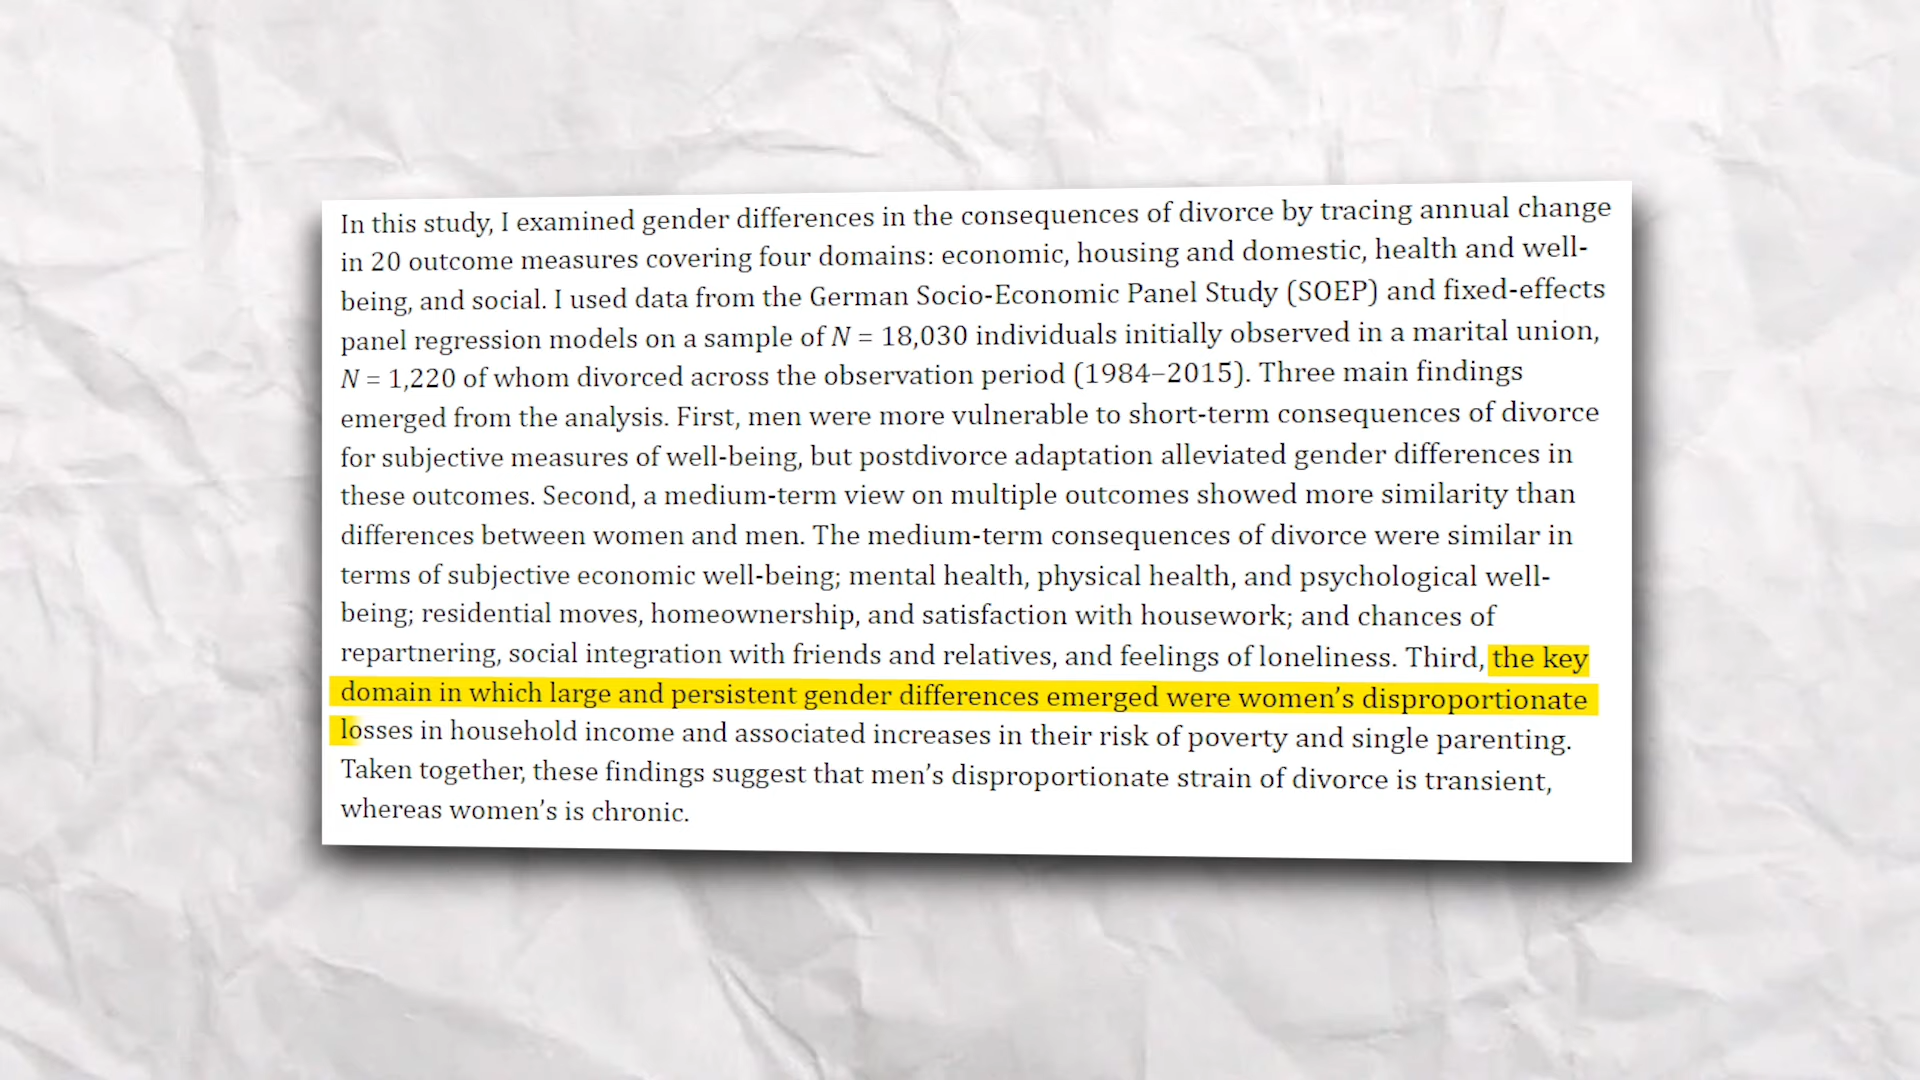 In this study, I examined gender differences in the consequences of divorce by tracing annual change
in 20 outcome measures covering four domains: economic, housing and domestic, health and well-
being, and social. I used data from the German Socio-Economic Panel Study (SOEP) and fixed-effects
panel regression models on a sample of N = 18,030 individuals initially observed in a marital union,
N = 1,220 of whom divorced across the observation period (1984–2015). Three main findings
emerged from the analysis. First, men were more vulnerable to short-term consequences of divorce
for subjective measures of well-being, but postdivorce adaptation alleviated gender differences in
these outcomes. Second, a medium-term view on multiple outcomes showed more similarity than
differences between women and men. The medium-term consequences of divorce were similar in
terms of subjective economic well-being; mental health, physical health, and psychological well-
being; residential moves, homeownership, and satisfaction with housework; and chances of
repartnering, social integration with friends and relatives, and feelings of loneliness. Third, the key
domain in which large and persistent gender differences emerged were women’s disproportionate
losses in household income and associated increases in their risk of poverty and single parenting.
Taken together, these findings suggest that men’s disproportionate strain of divorce is transient,
whereas women’s is chronic.